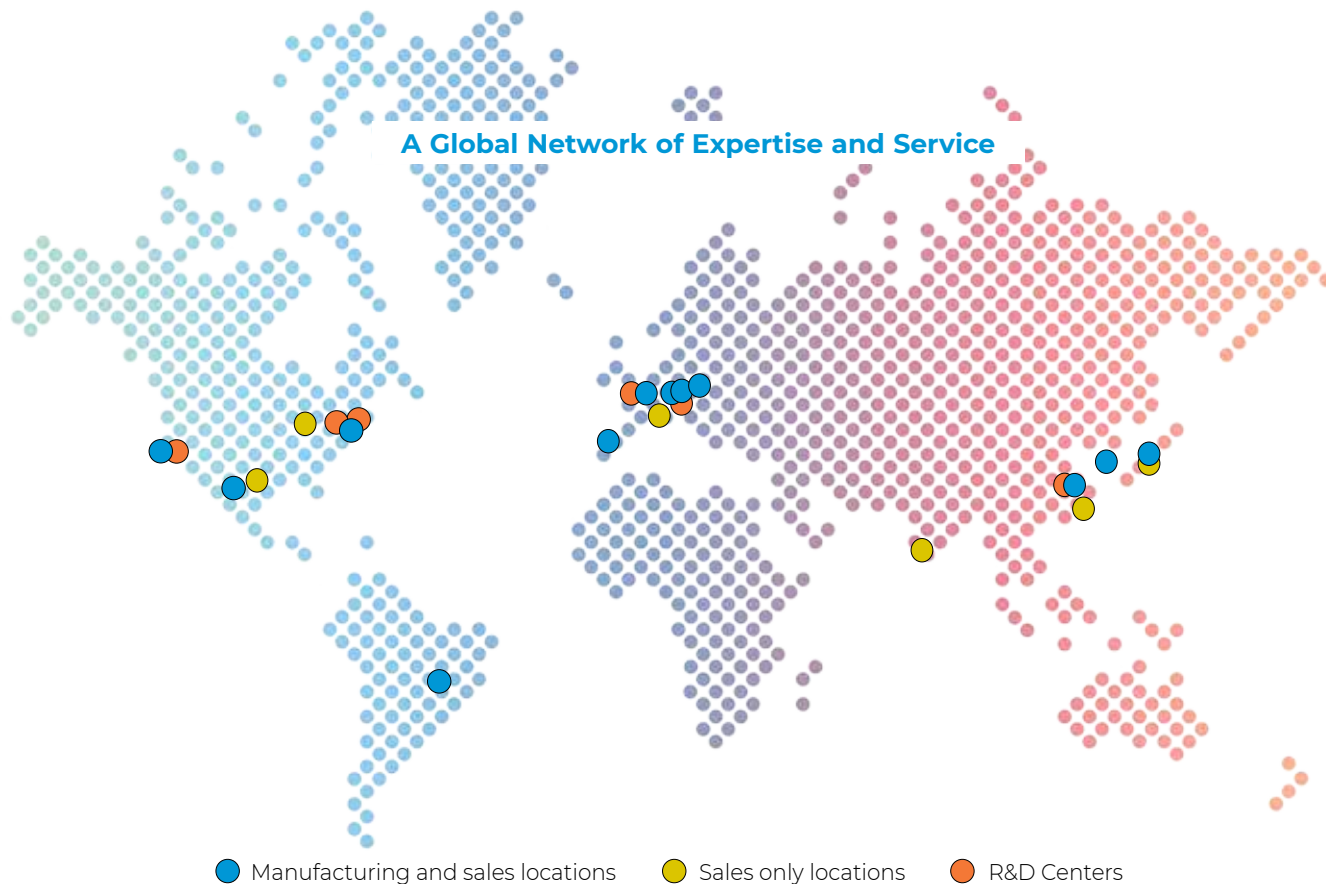 A Global Network of Expertise and Service
Manufacturing and sales locations
Sales only locations
R&D Centers